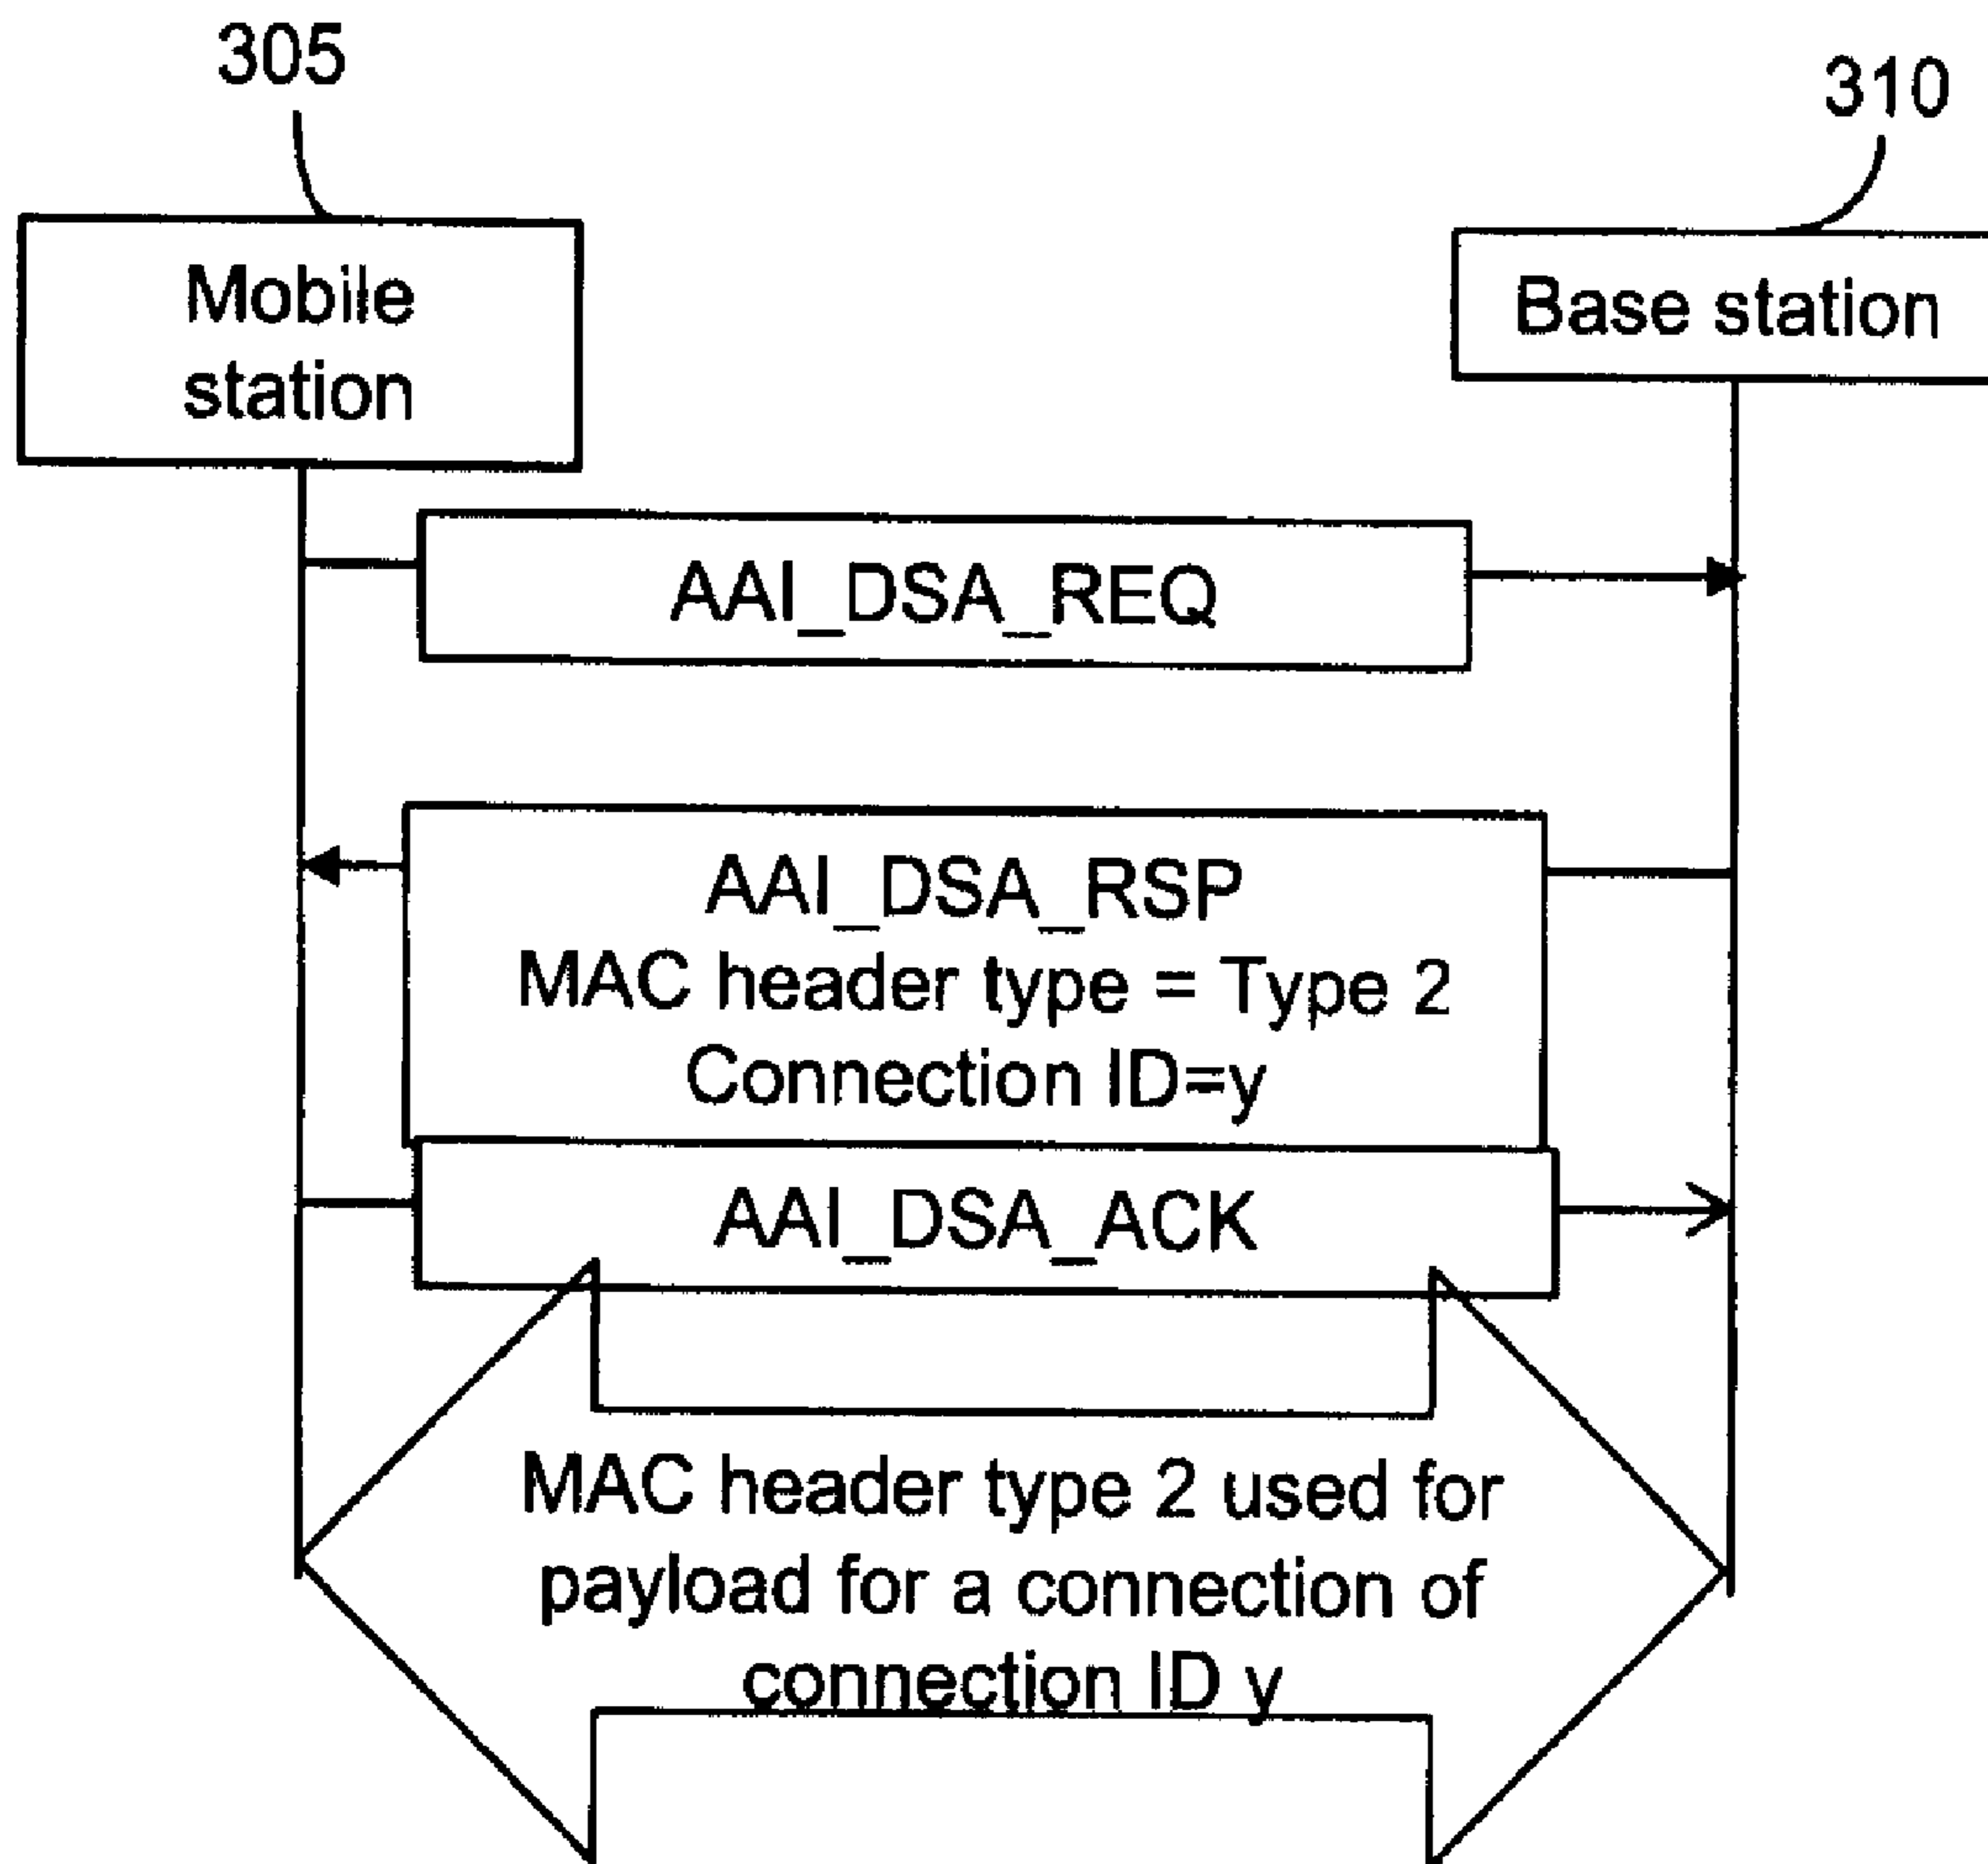 305
310
Mobile
station
Base station
AAI_DSA_REQ
AAI_DSA_RSP
MAC header type = Type 2
Connection ID=y
AAI_DSA_ACK
MAC header type 2 used for
payload for a connection of
connection ID y